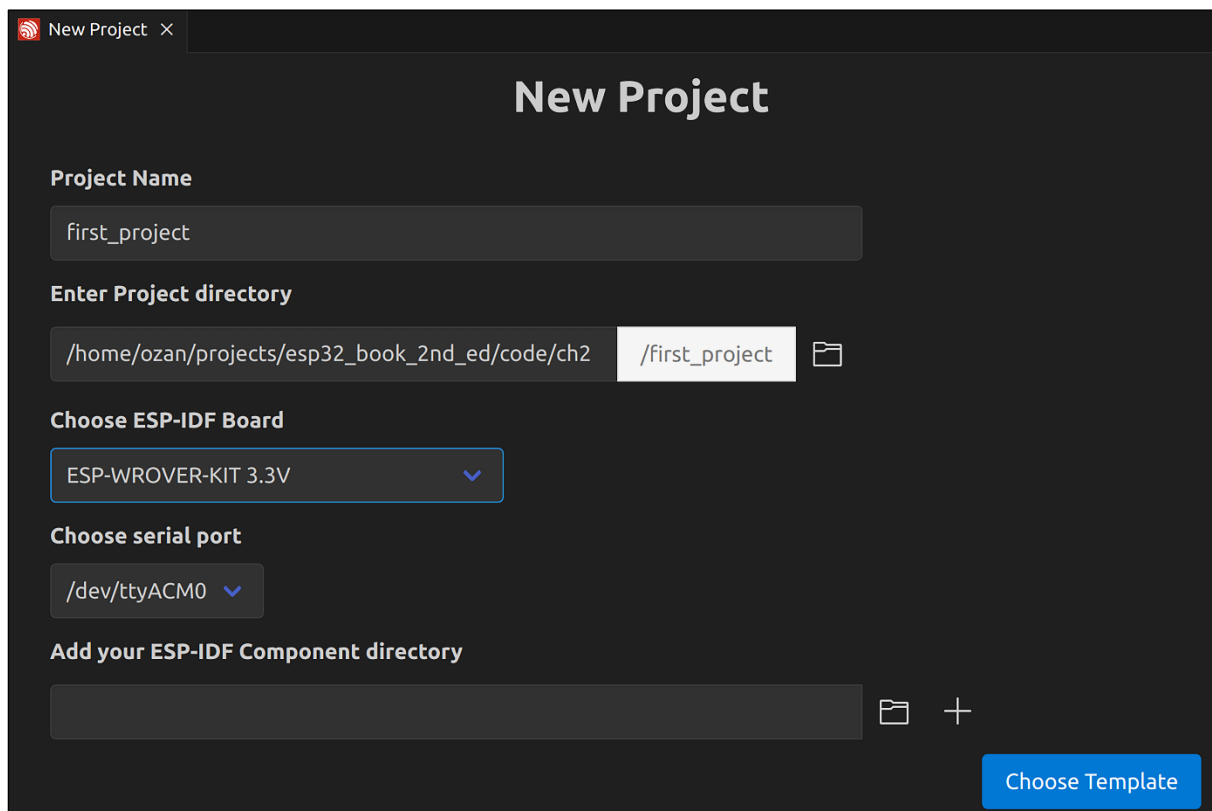 New Project
New Project
Project Name
first_project
Enter Project directory
/home/ozan/projects/esp32_book_2nd_ed/code/ch2 /first_project
Choose ESP-IDF Board
ESP-WROVER-KIT 3.3V
Choose serial port
/dev/ttyACM0
Add your ESP-IDF Component directory
Choose Template